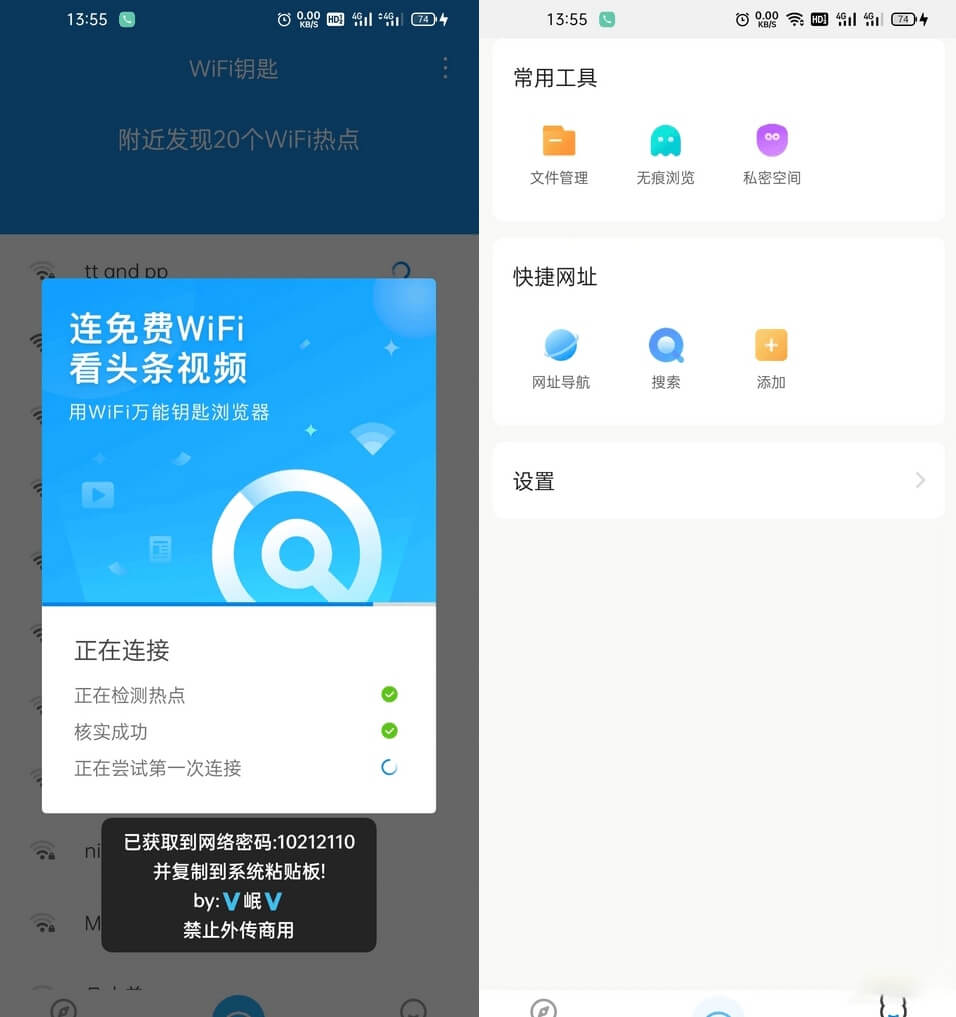 13:55
0.00
KB/S
HD
4G
4G
74
WiFi钥匙
附近发现20个WiFi热点
tt and pp
连免费WiFi
看头条视频
用WiFi万能钥匙浏览器
正在连接
正在检测热点
核实成功
正在尝试第一次连接
已获取到网络密码:10212110
并复制到系统粘贴板!
by:V岷V
禁止外传商用
ni
M
13:55
0.00
KB/S
HD
4G
4G
74
常用工具
文件管理
无痕浏览
私密空间
快捷网址
网址导航
搜索
添加
设置